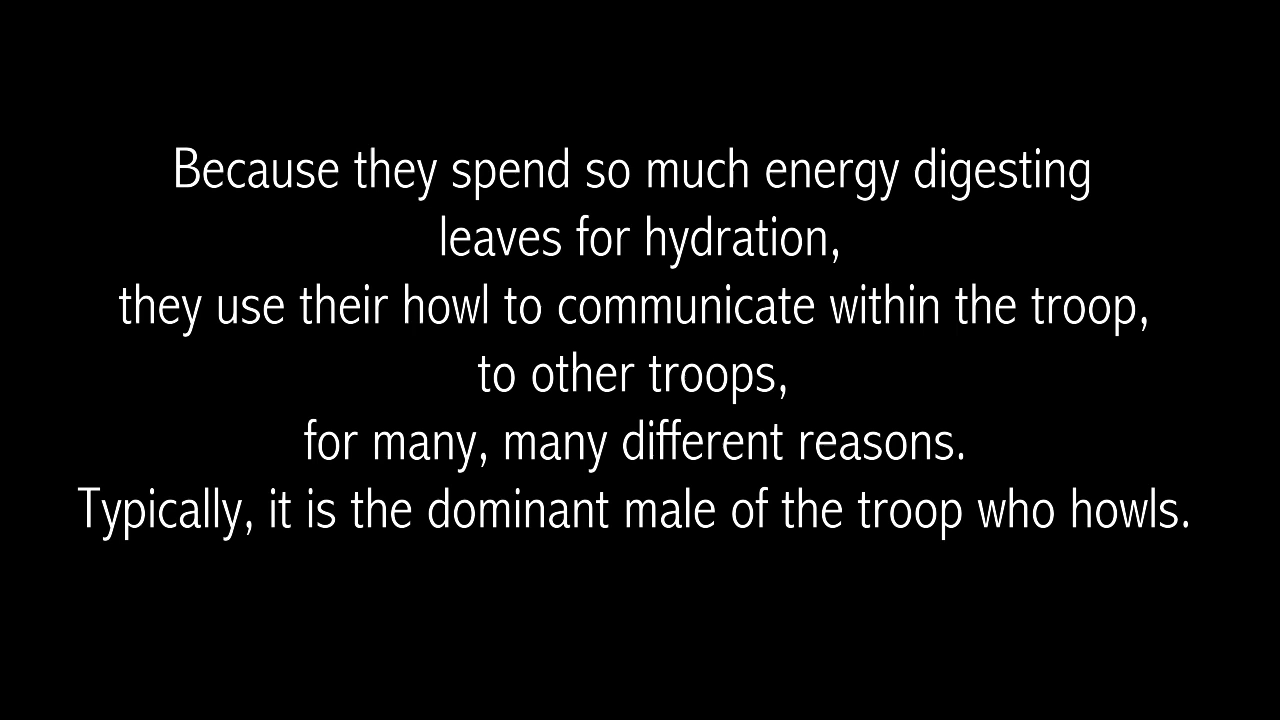 Because they spend so much energy digesting
leaves for hydration,
they use their howl to communicate within the troop,
to other troops,
for many, many different reasons.
Typically, it is the dominant male of the troop who howls.